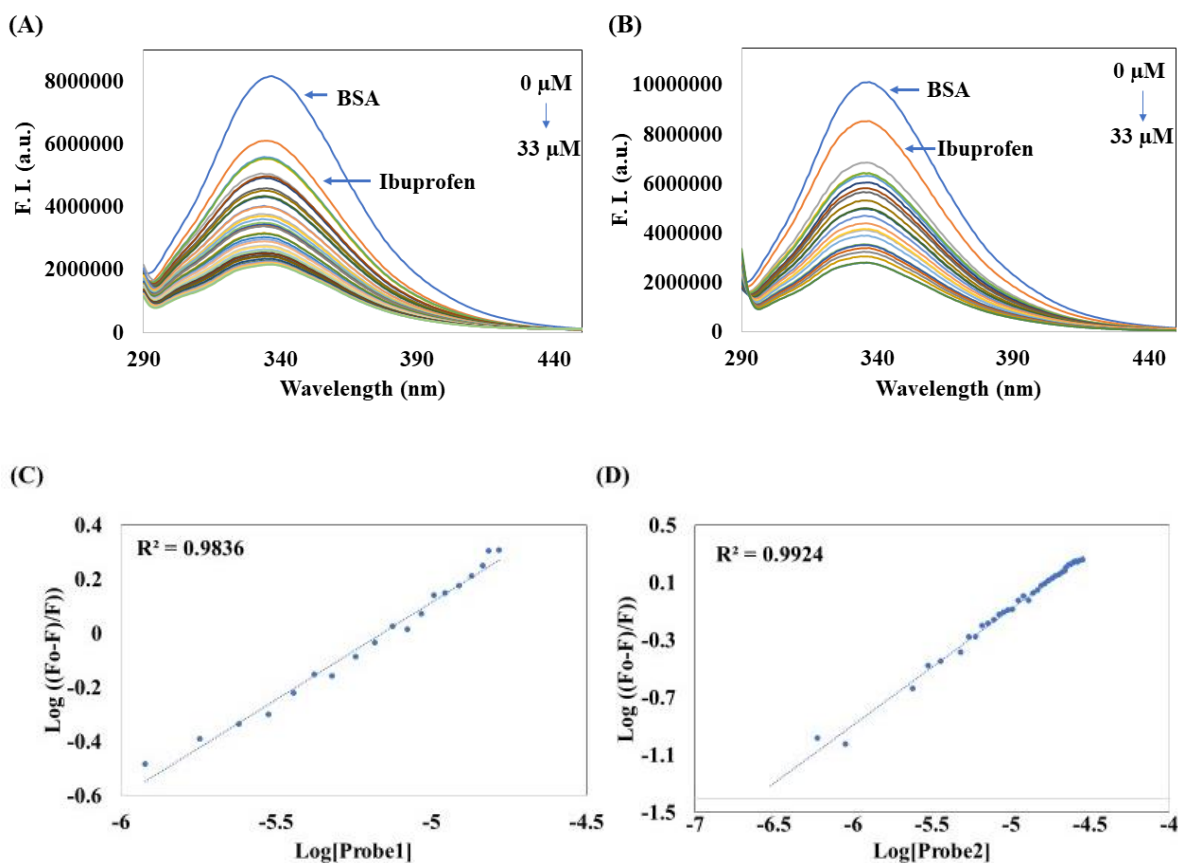 (A)
F. I. (a.u.)
8000000
6000000
4000000
2000000
0
BSA
Ibuprofen
0 μM
33 μM
290
340
390
440
Wavelength (nm)
(B)
F. I. (a.u.)
10000000
8000000
6000000
4000000
2000000
0
BSA
Ibuprofen
0 μM
33 μM
290
340
390
440
Wavelength (nm)
(C)
Log ((Fo-F)/F))
0.4
0.2
0
-0.2
-0.4
-0.6
R² = 0.9836
-6
-5.5
-5
-4.5
Log[Probe1]
(D)
Log ((Fo-F)/F))
0.5
0.1
-0.3
-0.7
-1.1
-1.5
R² = 0.9924
-7
-6.5
-6
-5.5
-5
-4.5
-4
Log[Probe2]